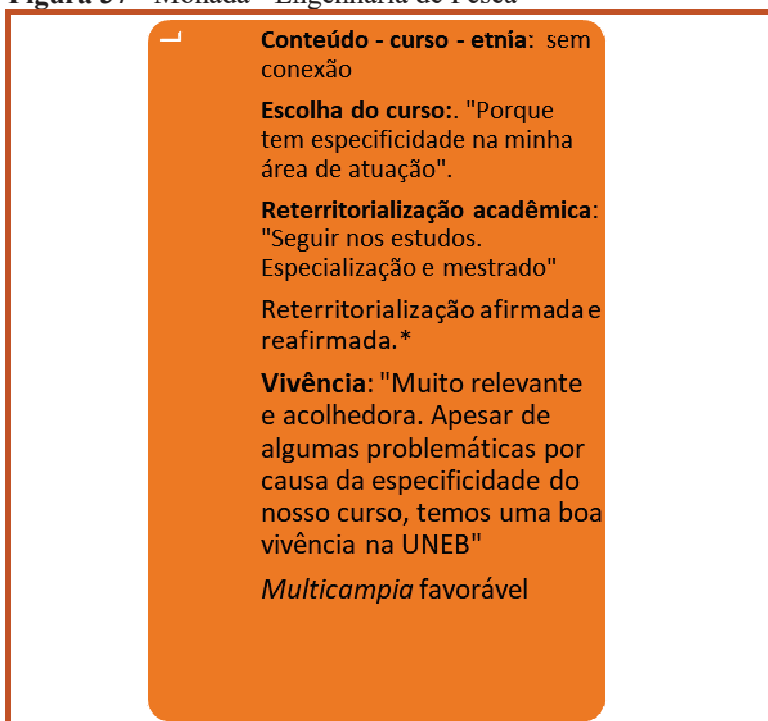 Conteúdo - curso - etnia: sem
conexão
Escolha do curso:. "Porque
tem especificidade na minha
área de atuação".
Reterritorialização acadêmica:
"Seguir nos estudos.
Especialização e mestrado"
Reterritorialização afirmada e
reafirmada.*
Vivência: "Muito relevante
e acolhedora. Apesar de
algumas problemáticas por
causa da especificidade do
nosso curso, temos uma boa
vivência na UNEB"
Multicampia favorável